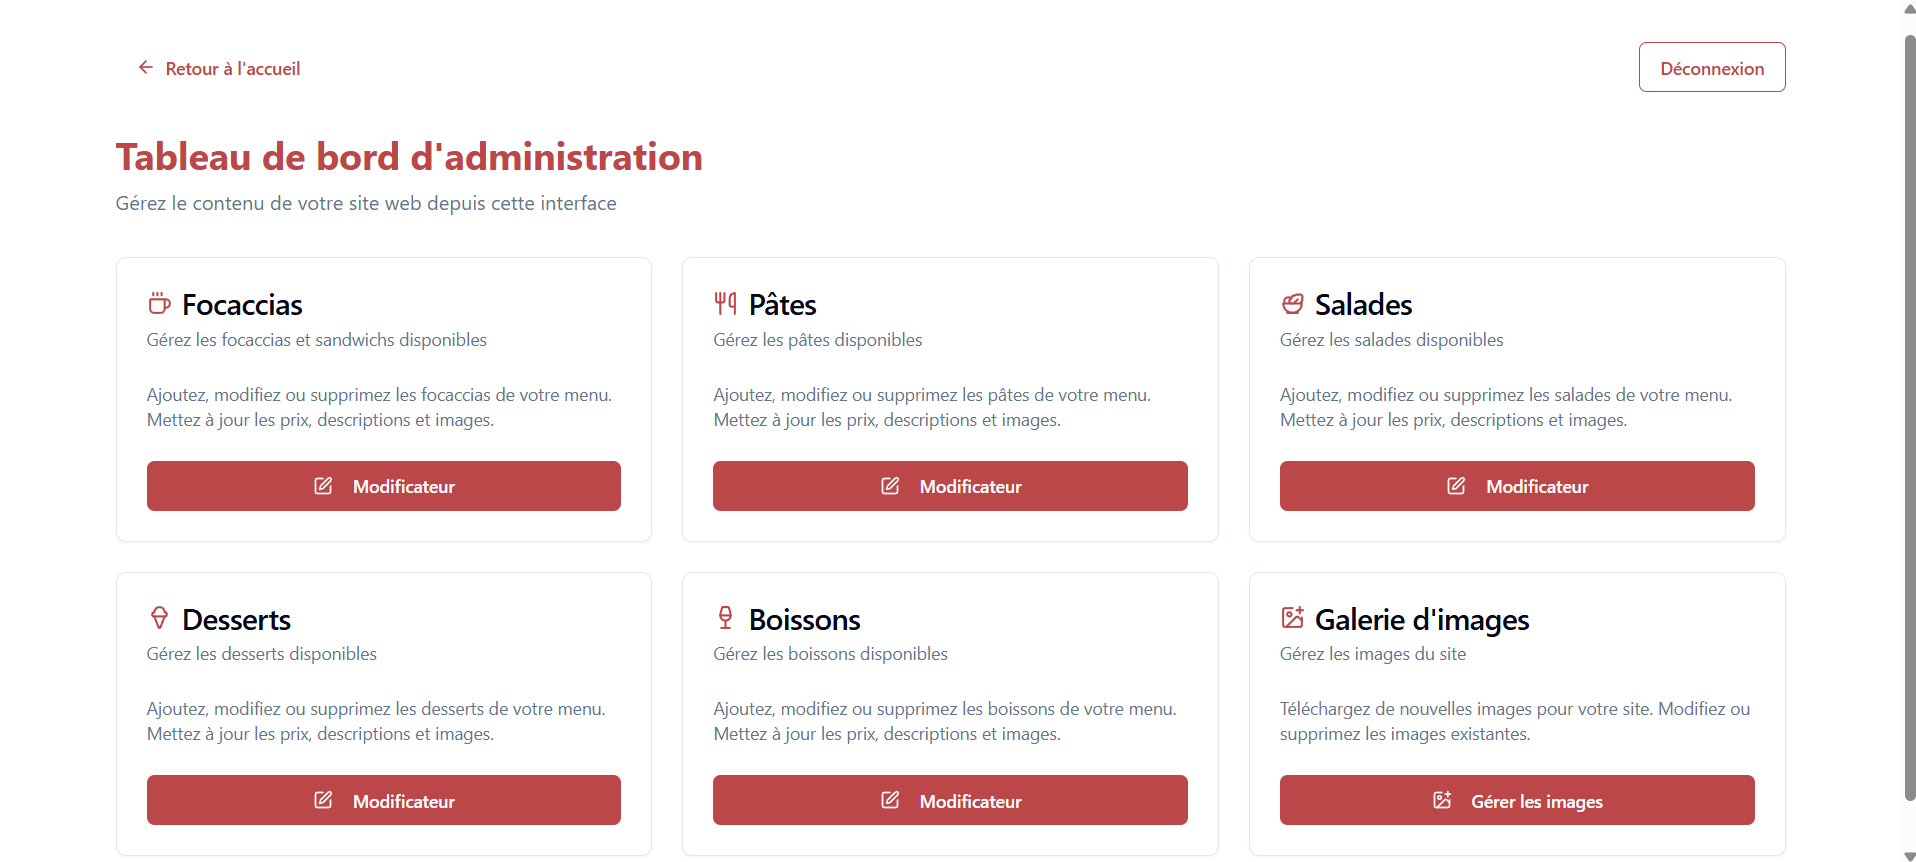 Retour à l'accueil
Déconnexion
Tableau de bord d'administration
Gérez le contenu de votre site web depuis cette interface
Focaccias
Gérez les focaccias et sandwichs disponibles
Ajoutez, modifiez ou supprimez les focaccias de votre menu.
Mettez à jour les prix, descriptions et images.
Modificateur
Pâtes
Gérez les pâtes disponibles
Ajoutez, modifiez ou supprimez les pâtes de votre menu.
Mettez à jour les prix, descriptions et images.
Modificateur
Salades
Gérez les salades disponibles
Ajoutez, modifiez ou supprimez les salades de votre menu.
Mettez à jour les prix, descriptions et images.
Modificateur
Desserts
Gérez les desserts disponibles
Ajoutez, modifiez ou supprimez les desserts de votre menu.
Mettez à jour les prix, descriptions et images.
Modificateur
Boissons
Gérez les boissons disponibles
Ajoutez, modifiez ou supprimez les boissons de votre menu.
Mettez à jour les prix, descriptions et images.
Modificateur
Galerie d'images
Gérez les images du site
Téléchargez de nouvelles images pour votre site. Modifiez ou
supprimez les images existantes.
Gérer les images